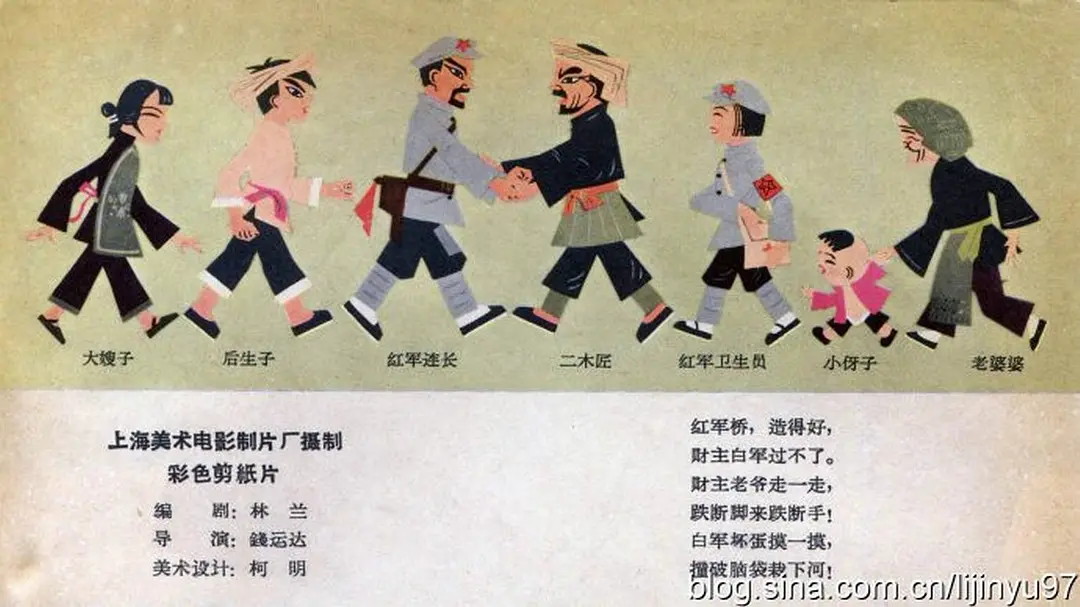 大嫂子
后生子
红军连长
二木匠
红军卫生员
小伢子
老婆婆
上海美术电影制片厂摄制
彩色剪紙片
编 剧：林 兰
导 演：錢运达
美术设计：柯 明
红军桥，造得好，
財主白軍过不了。
財主老爷走一走，
跌断脚来跌断手！
白军坏蛋摸一摸，
撞破脑袋栽下河！
blog.sina.com.cn/lijinyu97